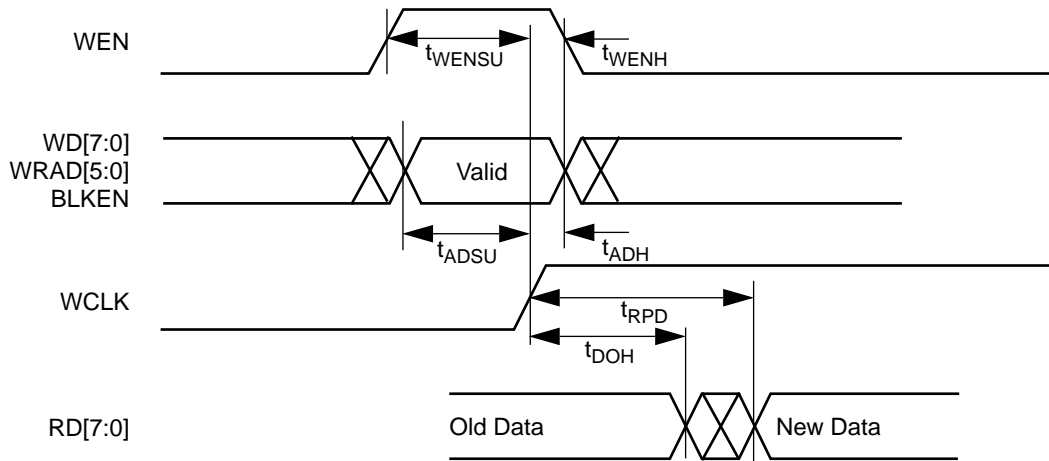 WEN
tWENSU
tWENH
WD[7:0]
WRAD[5:0]
BLKEN
Valid
tADSU
tADH
WCLK
tRPD
tDOH
RD[7:0]
Old Data
New Data